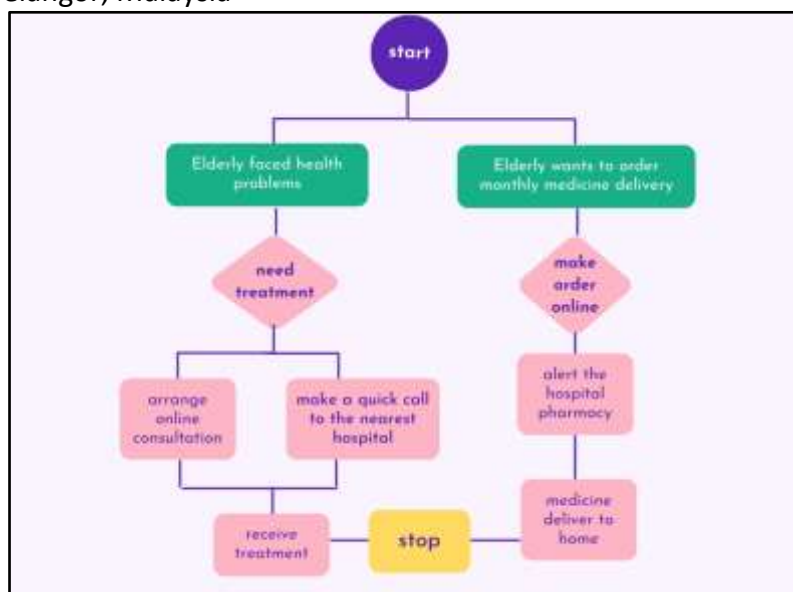 start
Elderly faced health
problems
Elderly wants to order
monthly medicine delivery
need
treatment
make
order
online
arrange
online
consultation
make a quick call
to the nearest
hospital
alert the
hospital
pharmacy
receive
treatment
stop
medicine
deliver to
home